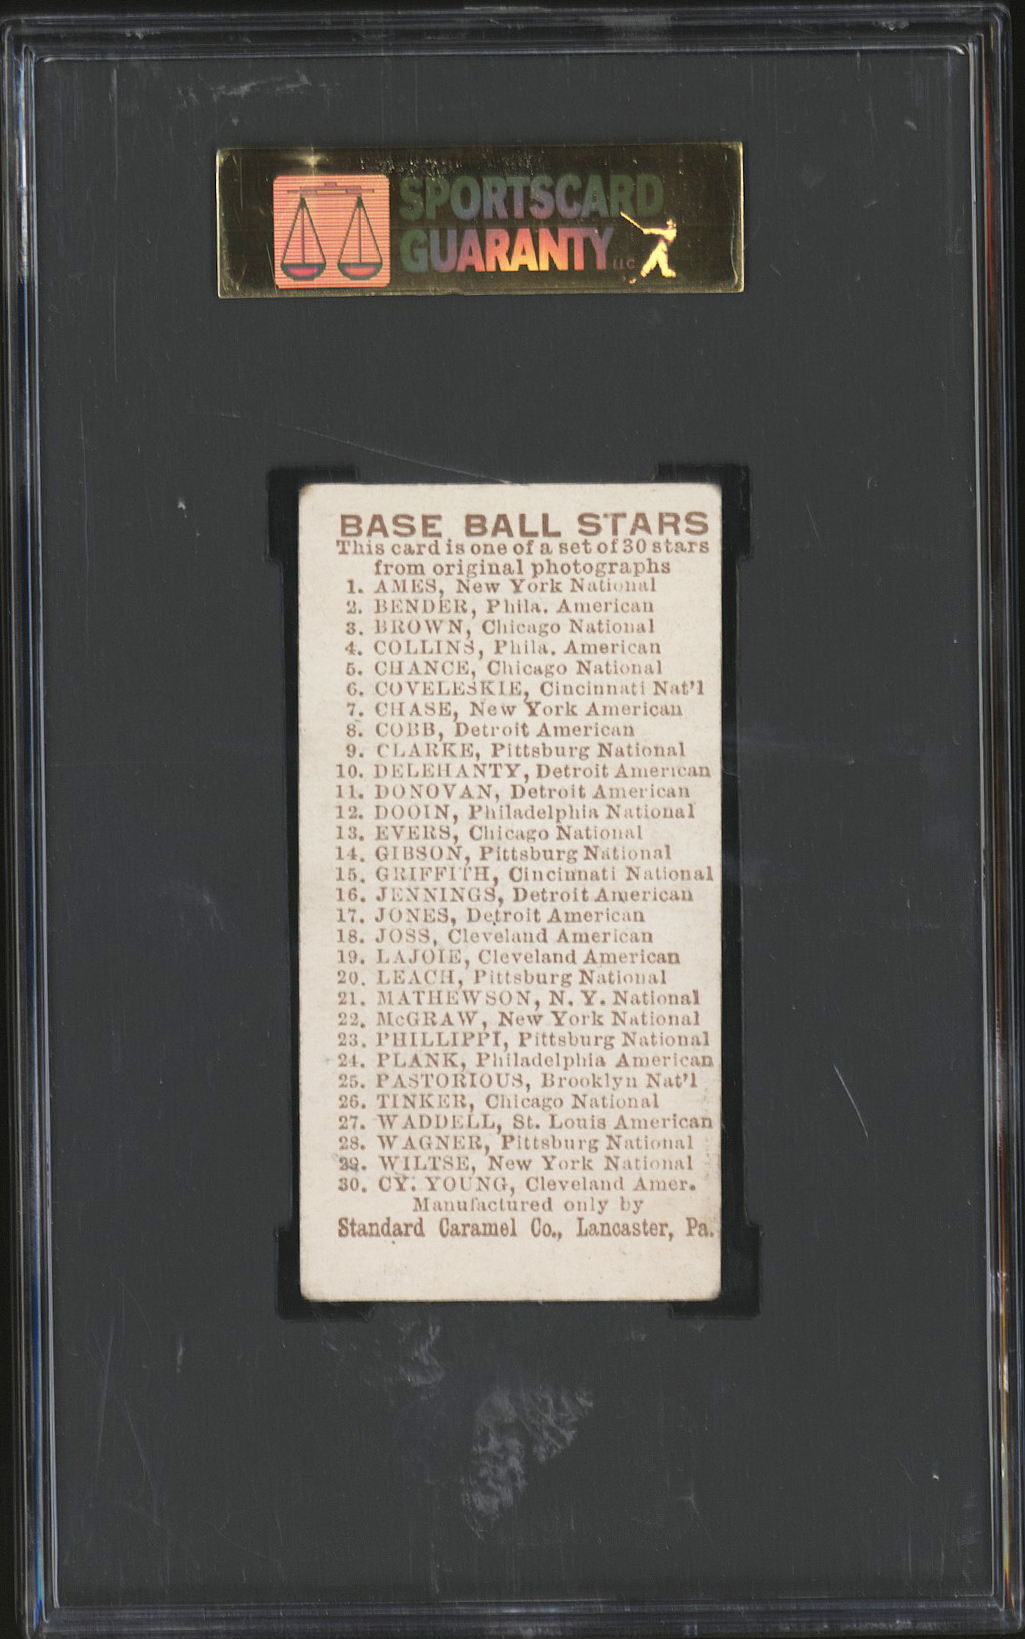 SPORTSCARD
GUARANTY LLC
BASE BALL STARS
This card is one of a set of 30 stars
from original photographs
1. AMES, New York National
2. BENDER, Phila. American
3. BROWN, Chicago National
4. COLLINS, Phila. American
5. CHANCE, Chicago National
6. COVELESKIE, Cincinnati Nat'l
7. CHASE, New York American
8. COBB, Detroit American
9. CLARKE, Pittsburg National
10. DELEHANTY, Detroit American
11. DONOVAN, Detroit American
12. DOOIN, Philadelphia National
13. EVERS, Chicago National
14. GIBSON, Pittsburg National
15. GRIFFITH, Cincinnati National
16. JENNINGS, Detroit American
17. JONES, Detroit American
18. JOSS, Cleveland American
19. LAJOIE, Cleveland American
20. LEACH, Pittsburg National
21. MATHEWSON, N. Y. National
22. McGRAW, New York National
23. PHILLIPPI, Pittsburg National
24. PLANK, Philadelphia American
25. PASTORIOUS, Brooklyn Nat'l
26. TINKER, Chicago National
27. WADDELL, St. Louis American
28. WAGNER, Pittsburg National
29. WILTSE, New York National
30. CY. YOUNG, Cleveland Amer.
Manufactured only by
Standard Caramel Co., Lancaster, Pa.